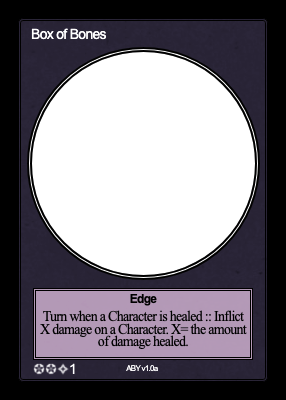 Box of Bones
Edge
Turn when a Character is healed :: Inflict
X damage on a Character. X= the amount
of damage healed.
1
ABY v1.0a